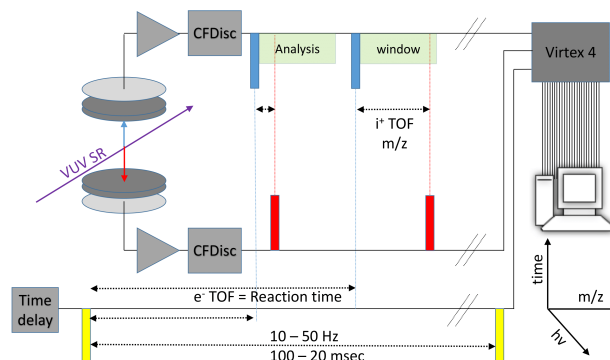 CFDisc
Analysis
window
Virtex 4
i⁺ TOF
m/z
VUV SR
CFDisc
Time
delay
e⁻ TOF = Reaction time
10 – 50 Hz
100 – 20 msec
time
m/z
hv